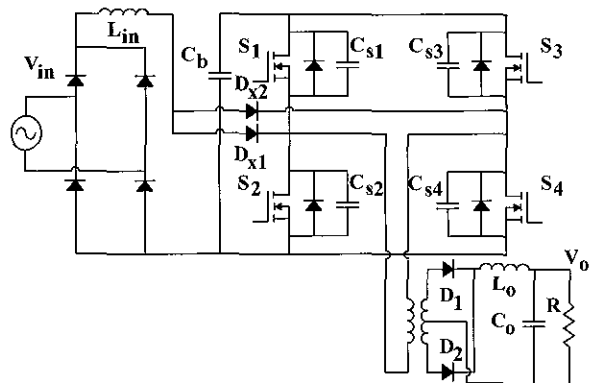 L_in
V_in
C_b
S_1
C_s1
C_s3
S_3
D_x2
D_x1
S_2
C_s2
C_s4
S_4
V_o
D_1
L_o
C_o
R
D_2